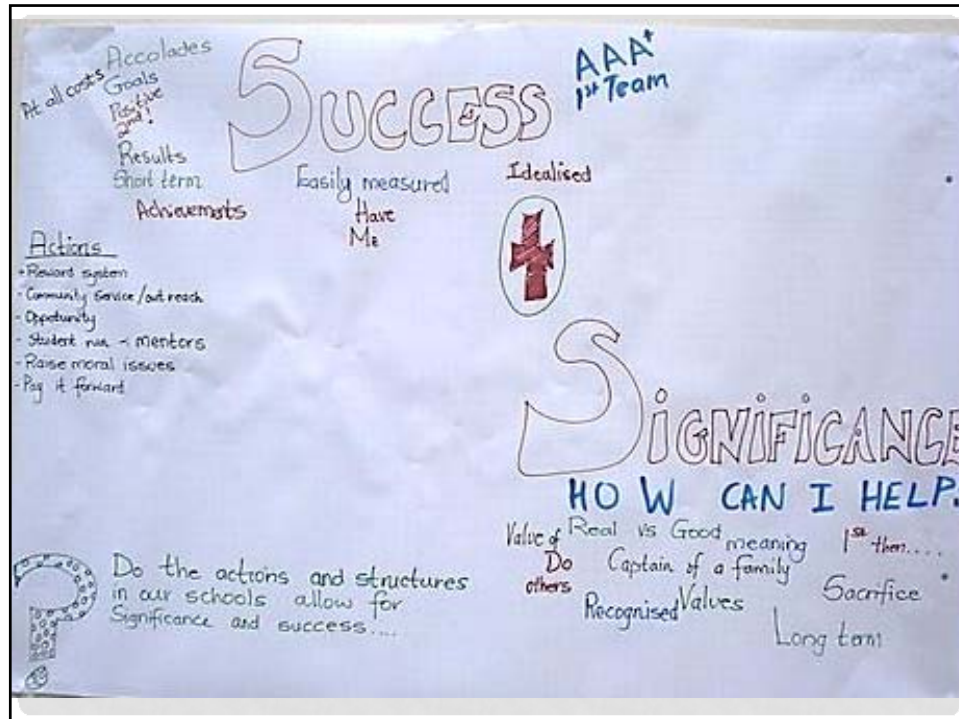 At all costs
Accolades
Goals
Positive
2nd!
Results
Short term
Achievements
SUCCESS
AAA+
1st Team
Easily measured
Have
Me
Idealised
Actions
Reward system
- Community Service/out reach
- Oppotunity
- Student run - mentors
- Raise moral issues
- Pay it forward
SiGNiFiCANCE
HOW CAN I HELP.
Value of Real vs Good meaning 1st then....
Do Captain of a family
others Recognised Values Sacrifice
Long term
? Do the actions and structures
in our schools allow for
Significance and success....